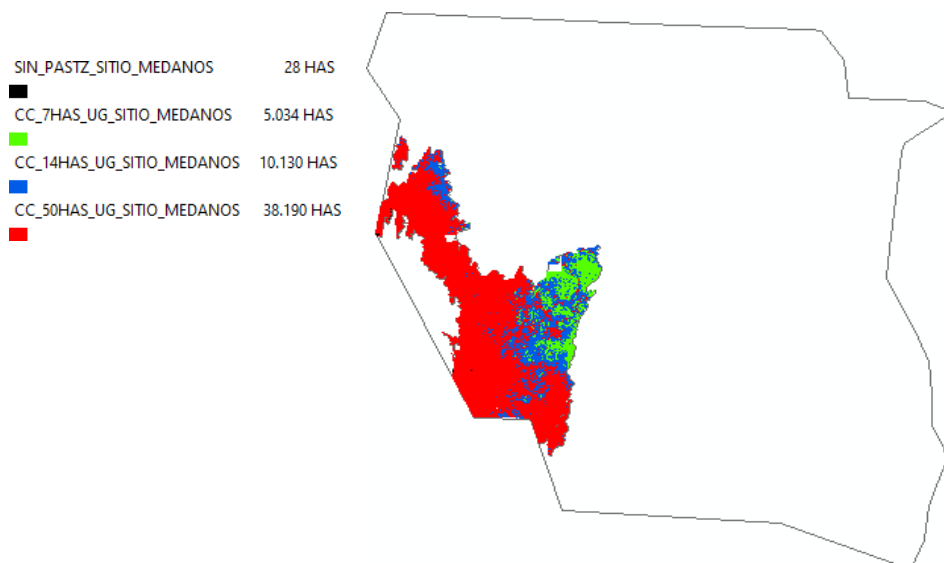 SIN_PASTZ_SITIO_MEDANOS 28 HAS
CC_7HAS_UG_SITIO_MEDANOS 5.034 HAS
CC_14HAS_UG_SITIO_MEDANOS 10.130 HAS
CC_50HAS_UG_SITIO_MEDANOS 38.190 HAS